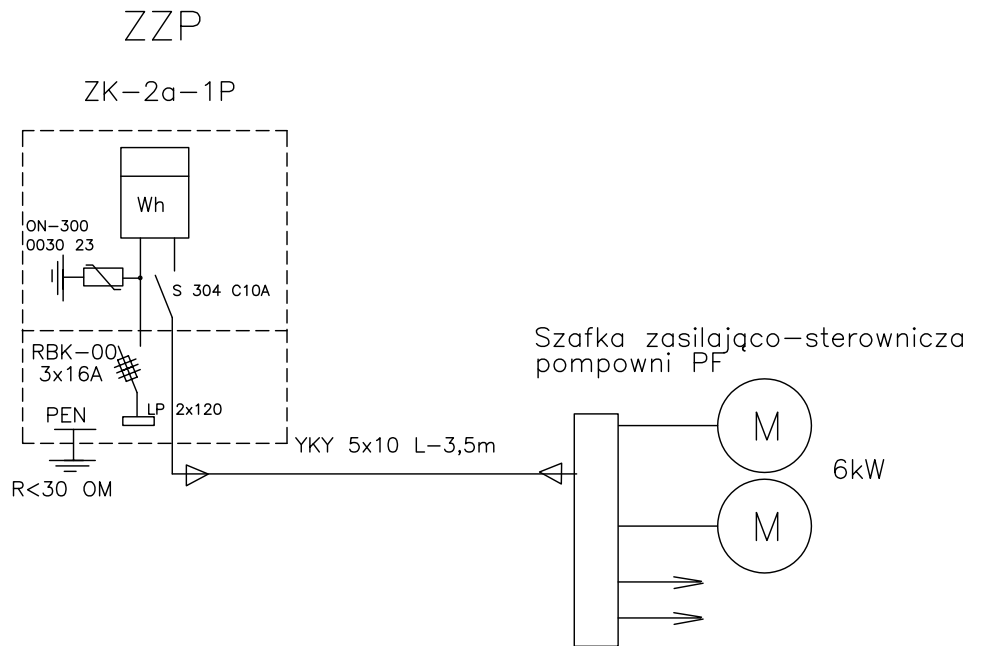 ZZP
ZK-2a-1P
Wh
ON-300
0030 23
S 304 C10A
RBK-00
3x16A
LP 2x120
PEN
R<30 OM
YKY 5x10 L-3,5m
Szafka zasilająco-sterownicza
pompowni PF
M
6kW
M